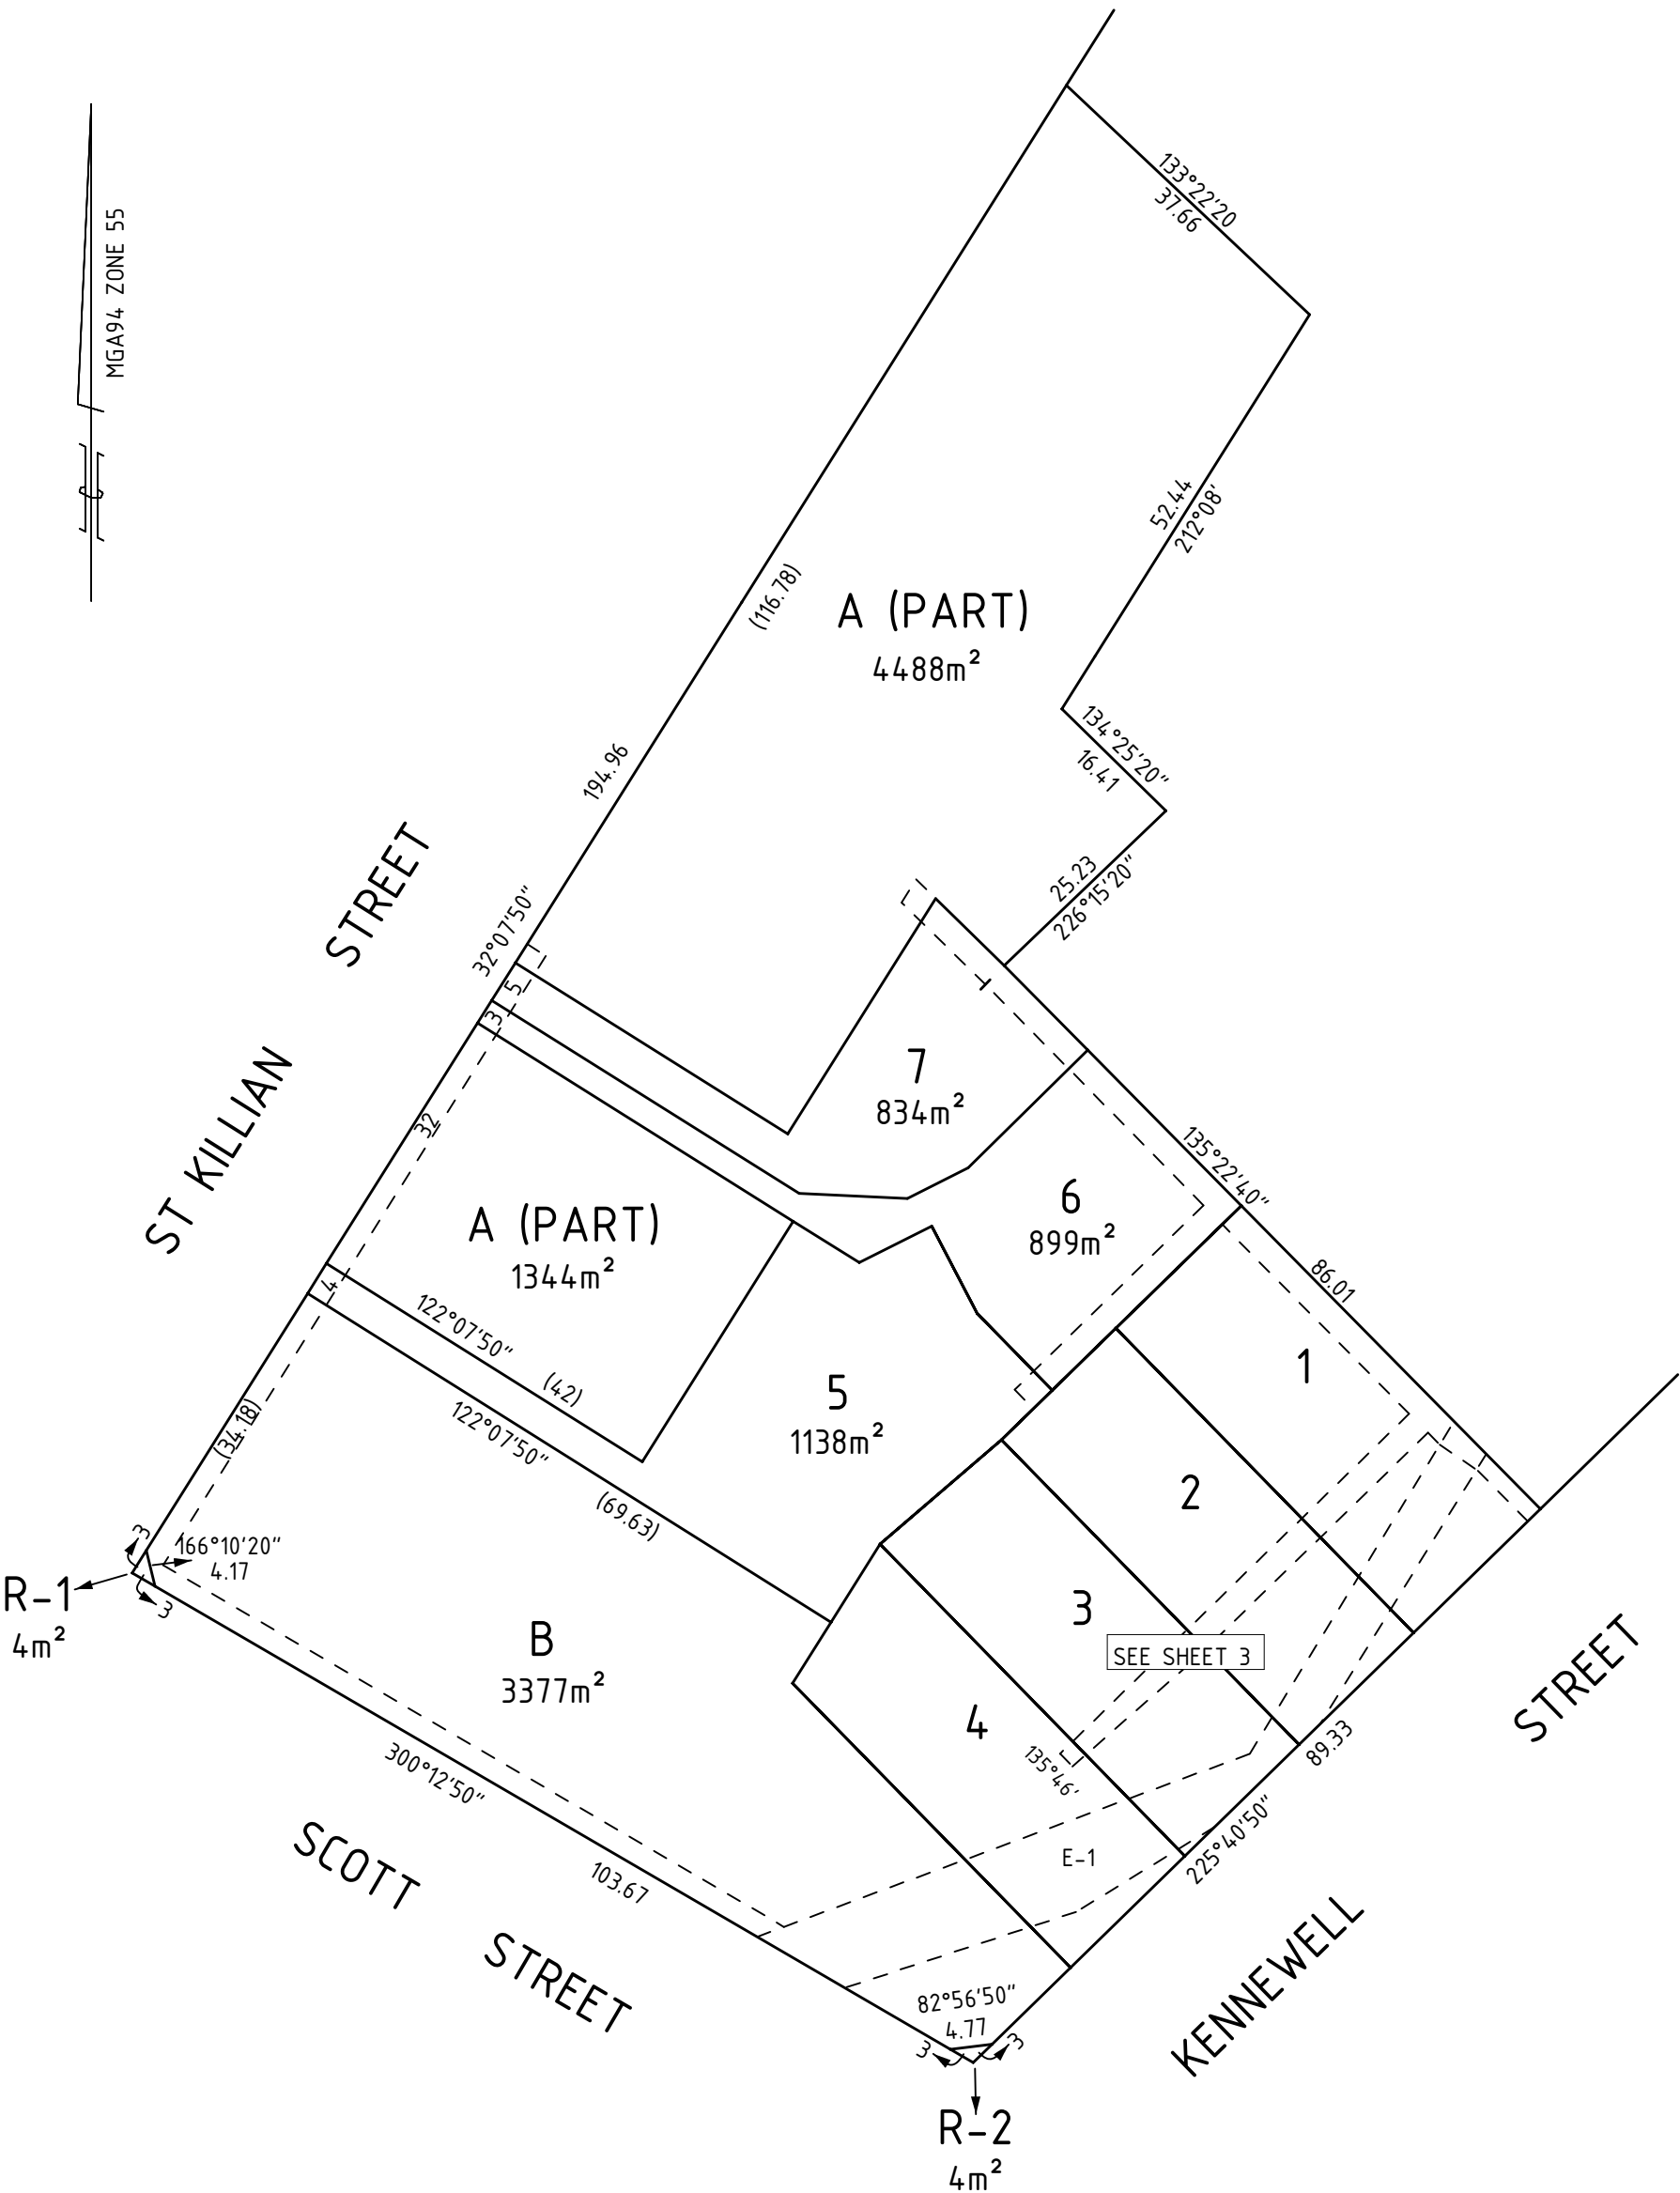 MGA94 ZONE 55
133°22'20
37.66
52.44
212°08'
(116.78)
A (PART)
4488m²
134°25'20"
16.41
194.96
25.23
226°15'20"
32°07'50"
ST KILLIAN STREET
5
3
32
4
7
834m²
6
899m²
135°22'40"
86.01
A (PART)
1344m²
122°07'50"
(42)
122°07'50"
(69.63)
5
1138m²
1
2
3
SEE SHEET 3
4
135°46'
E-1
(34.18)
3
166°10'20"
4.17
3
R-1
4m²
B
3377m²
300°12'50"
103.67
SCOTT STREET
89.33
225°40'50"
KENNEWELL STREET
82°56'50"
4.77
3
3
R-2
4m²